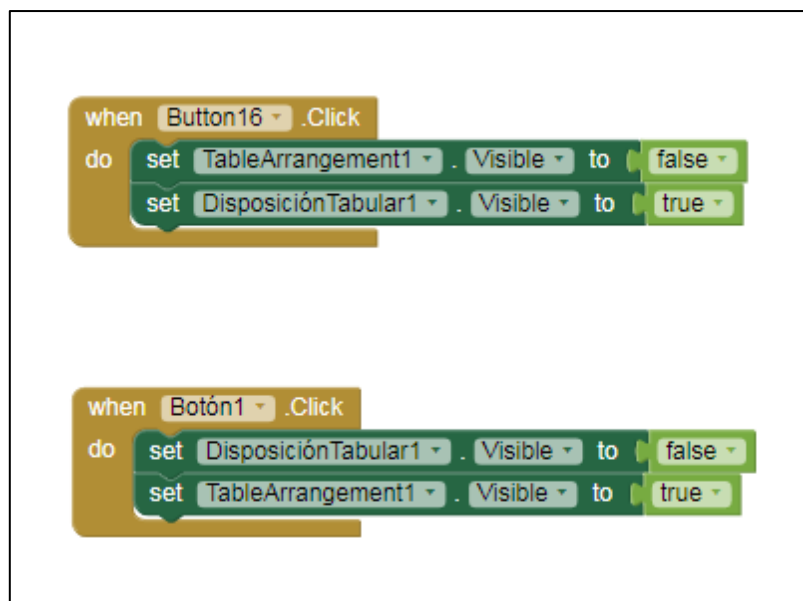 when Button16 .Click
do set TableArrangement1 . Visible to false
set DisposiciónTabular1 . Visible to true
when Botón1 .Click
do set DisposiciónTabular1 . Visible to false
set TableArrangement1 . Visible to true